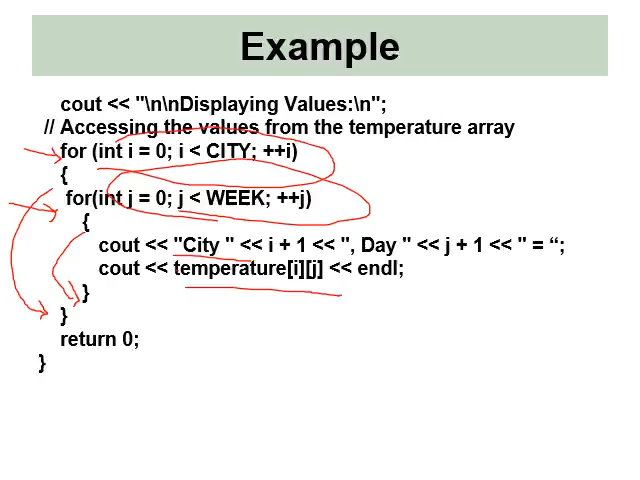 Example
cout << "\n\nDisplaying Values:\n";
// Accessing the values from the temperature array
for (int i = 0; i < CITY; ++i)
{
for(int j = 0; j < WEEK; ++j)
{
cout << "City " << i + 1 << ", Day " << j + 1 << " = “;
cout << temperature[i][j] << endl;
}
}
return 0;
}